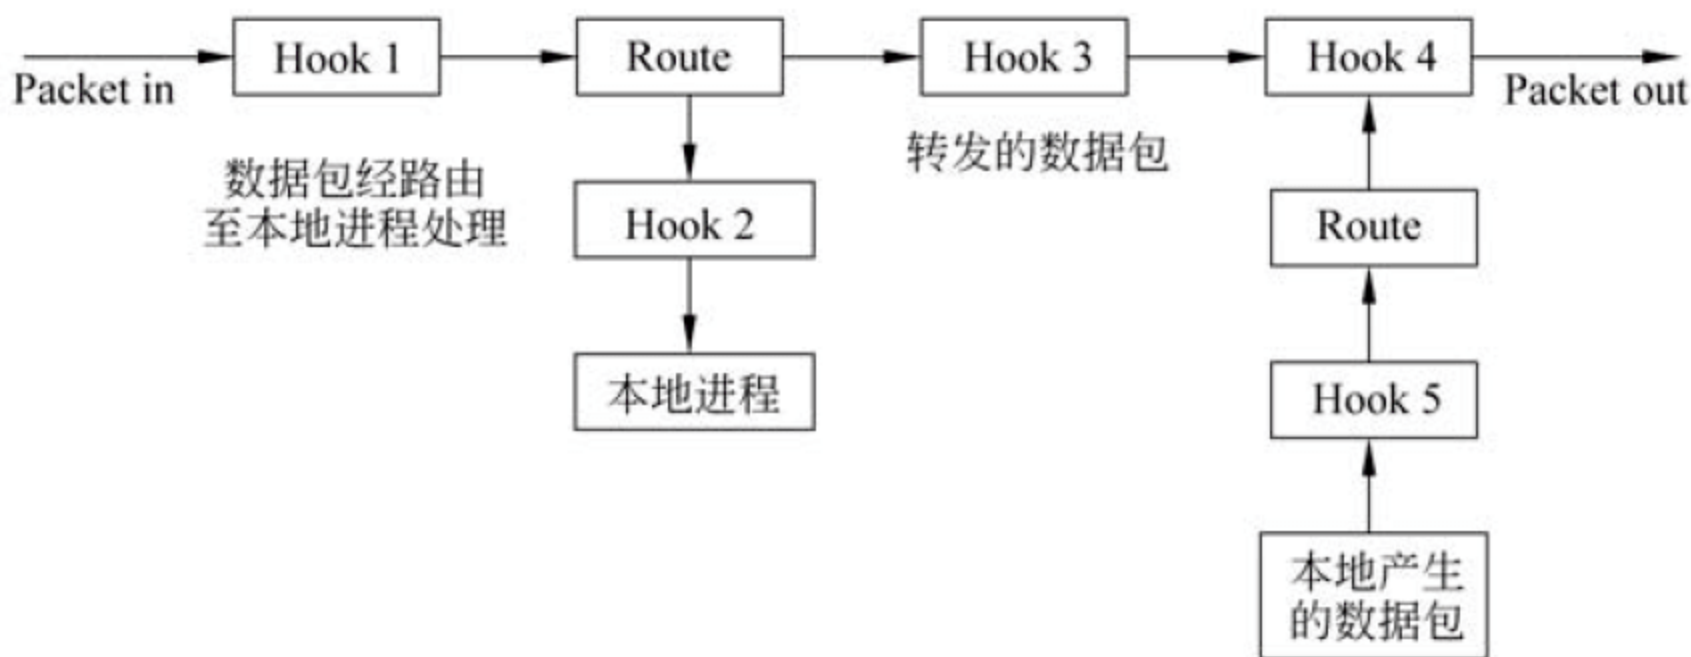 Hook 1
Route
Hook 3
Hook 4
Packet in
Packet out
转发的数据包
数据包经路由
至本地进程处理
Hook 2
Route
本地进程
Hook 5
本地产生
的数据包